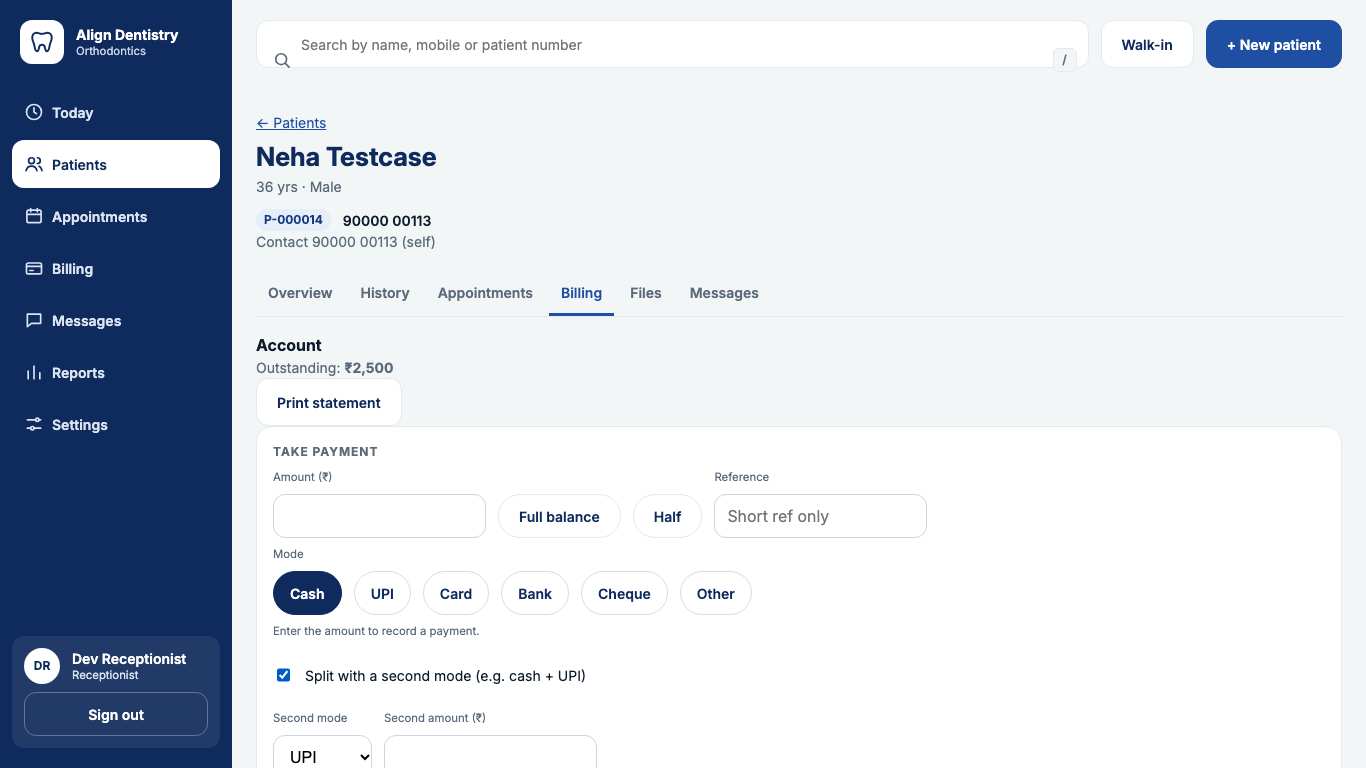 Align Dentistry
Orthodontics
Today
Patients
Appointments
Billing
Messages
Reports
Settings
DR
Dev Receptionist
Receptionist
Sign out
Search by name, mobile or patient number
/
Walk-in
+ New patient
← Patients
Neha Testcase
36 yrs · Male
P-000014 90000 00113
Contact 90000 00113 (self)
Overview History Appointments Billing Files Messages
Account
Outstanding: ₹2,500
Print statement
TAKE PAYMENT
Amount (₹) Reference
Full balance Half Short ref only
Mode
Cash UPI Card Bank Cheque Other
Enter the amount to record a payment.
Split with a second mode (e.g. cash + UPI)
Second mode Second amount (₹)
UPI